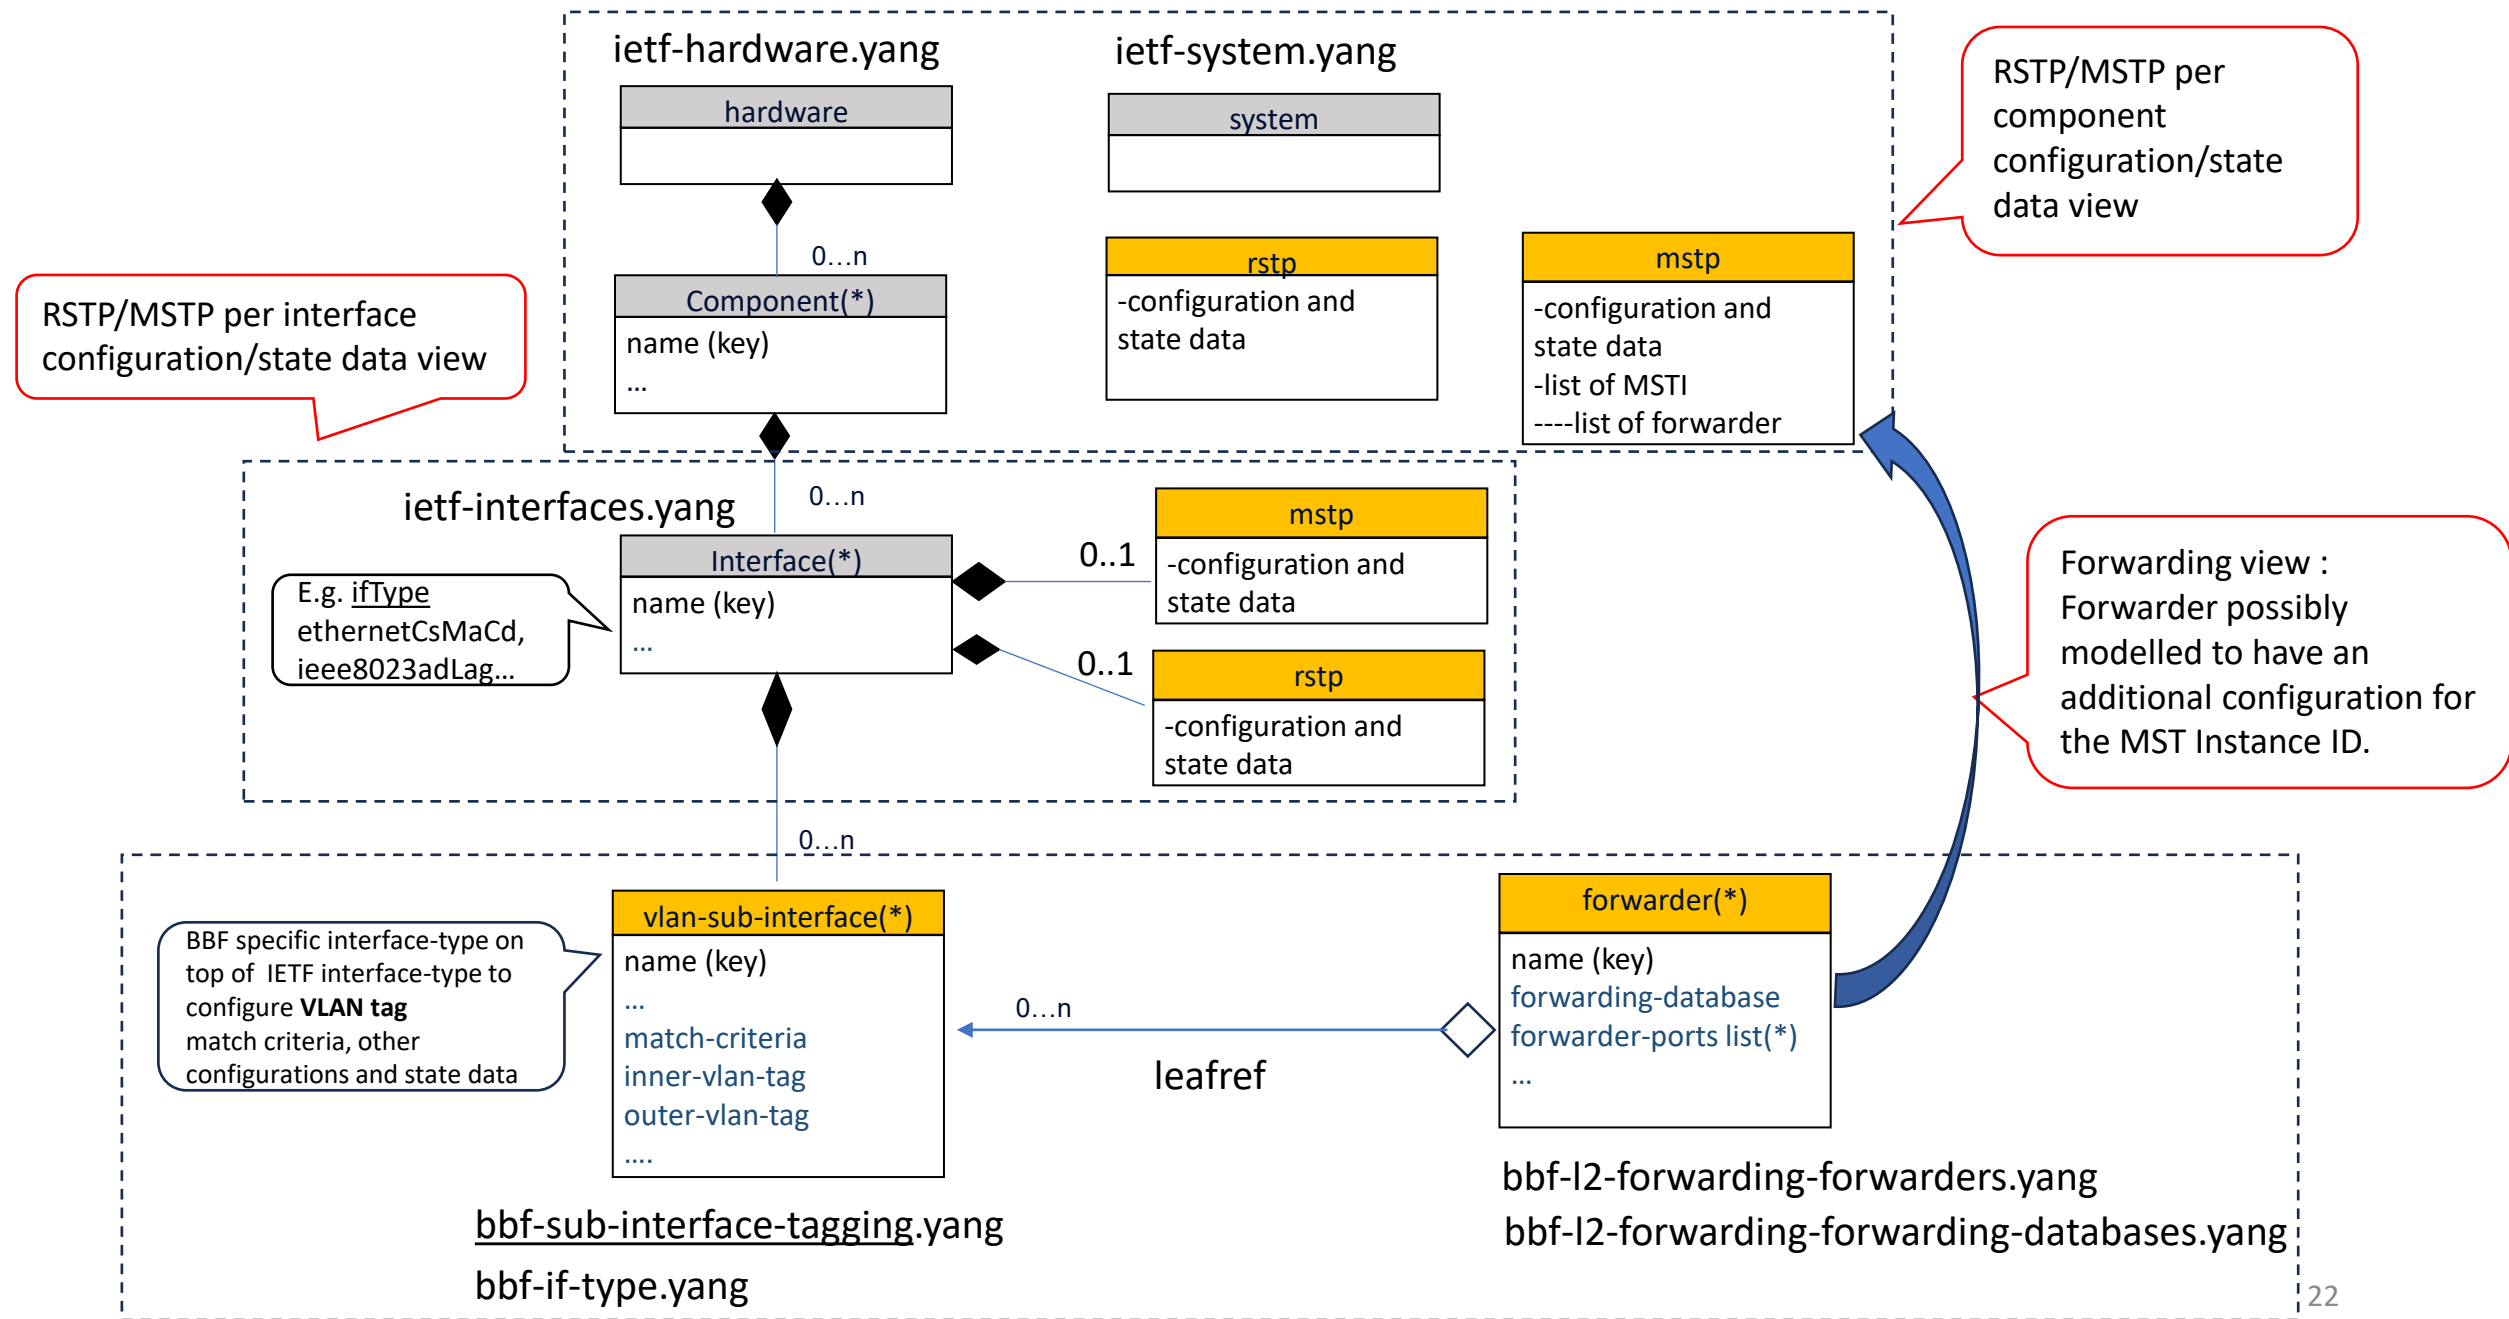 ietf-hardware.yang
ietf-system.yang
hardware
system
RSTP/MSTP per
component
configuration/state
data view
0...n
Component(*)
name (key)
...
rstp
-configuration and
state data
mstp
-configuration and
state data
-list of MSTI
----list of forwarder
RSTP/MSTP per interface
configuration/state data view
ietf-interfaces.yang
0...n
Interface(*)
name (key)
...
E.g. ifType
ethernetCsMaCd,
ieee8023adLag...
0..1
mstp
-configuration and
state data
0..1
rstp
-configuration and
state data
Forwarding view :
Forwarder possibly
modelled to have an
additional configuration for
the MST Instance ID.
0...n
BBF specific interface-type on
top of  IETF interface-type to
configure VLAN tag
match criteria, other
configurations and state data
vlan-sub-interface(*)
name (key)
...
match-criteria
inner-vlan-tag
outer-vlan-tag
....
0...n
leafref
forwarder(*)
name (key)
forwarding-database
forwarder-ports list(*)
...
bbf-sub-interface-tagging.yang
bbf-if-type.yang
bbf-l2-forwarding-forwarders.yang
bbf-l2-forwarding-forwarding-databases.yang
22